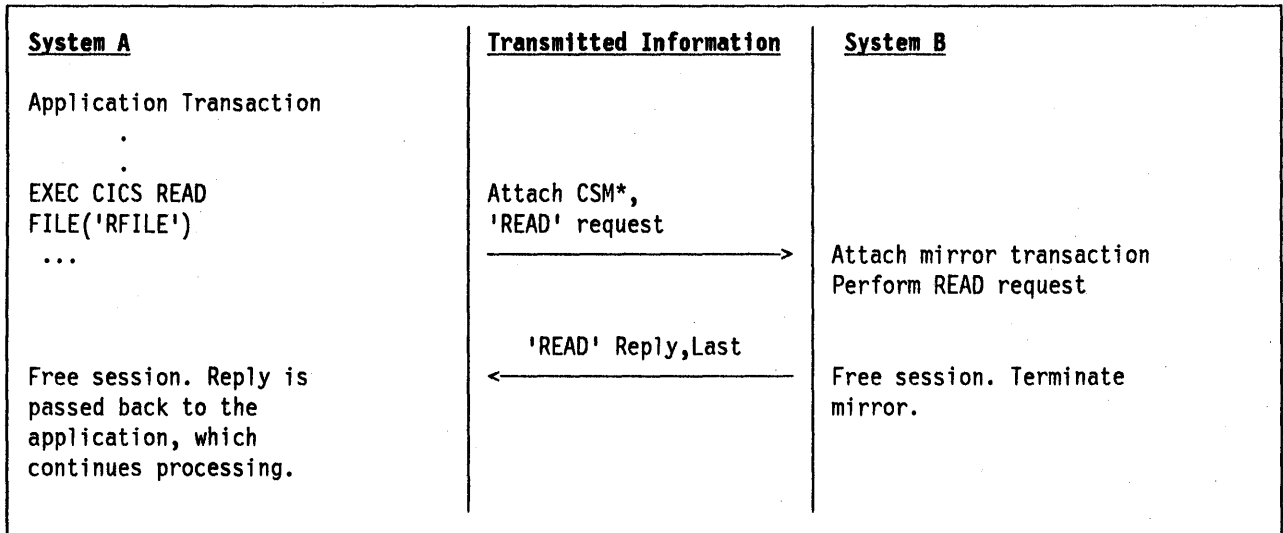 System A
Transmitted Information
System B
Application Transaction
.
.
EXEC CICS READ
FILE('RFILE')
...
Attach CSM*,
'READ' request
Attach mirror transaction
Perform READ request
'READ' Reply,Last
Free session. Reply is
passed back to the
application, which
continues processing.
Free session. Terminate
mirror.